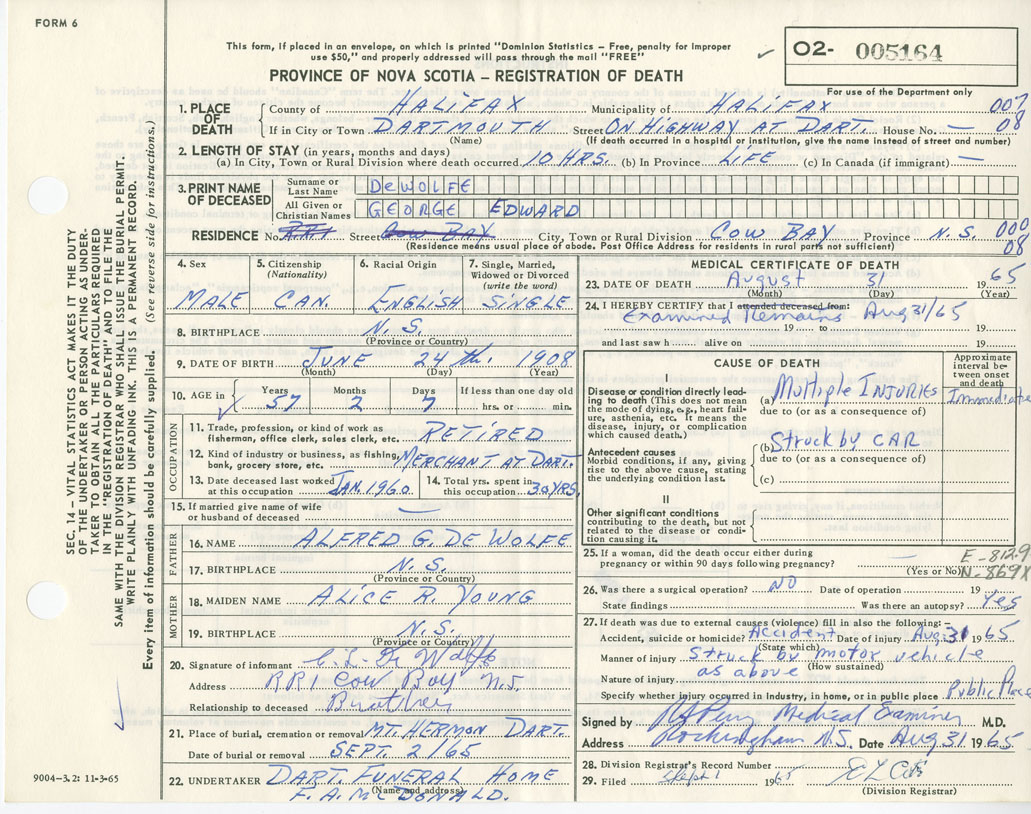 FORM 6
This form, if placed in an envelope, on which is printed "Dominion Statistics – Free, penalty for improper
use $50," and properly addressed will pass through the mail "FREE"
PROVINCE OF NOVA SCOTIA – REGISTRATION OF DEATH
O2- 005164
For use of the Department only
1. PLACE OF DEATH County of HALIFAX Municipality of HALIFAX 007
If in City or Town DARTMOUTH Street ON HIGHWAY AT DART. House No. — 08
(Name) (If death occurred in a hospital or institution, give the name instead of street and number)
2. LENGTH OF STAY (in years, months and days)
(a) In City, Town or Rural Division where death occurred 10 HRS. (b) In Province LIFE (c) In Canada (if immigrant) —
3. PRINT NAME OF DECEASED Surname or Last Name DeWOLFE
All Given or Christian Names GEORGE EDWARD
RESIDENCE No. RR1 Street COW BAY City, Town or Rural Division COW BAY Province N.S. 000
(Residence means usual place of abode. Post Office Address for residents in rural parts not sufficient) 08
4. Sex 5. Citizenship (Nationality) 6. Racial Origin 7. Single, Married, Widowed or Divorced (write the word)
MALE CAN. ENGLISH SINGLE
8. BIRTHPLACE N.S.
(Province or Country)
9. DATE OF BIRTH JUNE 24 th. 1908
(Month) (Day) (Year)
10. AGE in Years Months Days If less than one day old
57 2 7 hrs. or min.
OCCUPATION
11. Trade, profession, or kind of work as
fisherman, office clerk, sales clerk, etc. RETIRED
12. Kind of industry or business, as fishing,
bank, grocery store, etc. MERCHANT AT DART.
13. Date deceased last worked at this occupation JAN. 1960 14. Total yrs. spent in this occupation 30 YRS.
15. If married give name of wife
or husband of deceased —
FATHER
16. NAME ALFRED G. DE WOLFE
17. BIRTHPLACE N.S.
(Province or Country)
MOTHER
18. MAIDEN NAME ALICE R. YOUNG
19. BIRTHPLACE N.S.
(Province or Country)
20. Signature of informant De Wolfe
Address RR1 Cow Bay N.S.
Relationship to deceased Brother
21. Place of burial, cremation or removal MT. HERMON DART.
Date of burial or removal SEPT. 2/65
22. UNDERTAKER DART. FUNERAL HOME
(Name and address)
F. A. McDONALD.
MEDICAL CERTIFICATE OF DEATH
23. DATE OF DEATH August 31 1965
(Month) (Day) (Year)
24. I HEREBY CERTIFY that I attended deceased from:
Examined Remains Aug 31/65
19 to 19
and last saw h alive on 19
CAUSE OF DEATH
Approximate interval between onset and death
I
Disease or condition directly leading to death (This does not mean the mode of dying, e.g., heart failure, asthenia, etc. It means the disease, injury, or complication which caused death.)
(a) Multiple INJURIES Immediate
due to (or as a consequence of)
Antecedent causes
Morbid conditions, if any, giving rise to the above cause, stating the underlying condition last.
(b) Struck by CAR
due to (or as a consequence of)
(c)
II
Other significant conditions
contributing to the death, but not related to the disease or condition causing it.
25. If a woman, did the death occur either during
pregnancy or within 90 days following pregnancy? —
(Yes or No)
E-812.9
N-869X
26. Was there a surgical operation? NO Date of operation 19
State findings Was there an autopsy? Yes
27. If death was due to external causes (violence) fill in also the following:–
Accident, suicide or homicide? Accident Date of injury Aug 31 1965
(State which)
Manner of injury Struck by motor vehicle
(How sustained)
Nature of injury as above
Specify whether injury occurred in Industry, in home, or in public place Public Place
Signed by Perry Medical Examiner M.D.
Address Rockingham N.S. Date Aug 31 1965
28. Division Registrar's Record Number
29. Filed Sept 1 1965
(Division Registrar)
SEC. 14 – VITAL STATISTICS ACT MAKES IT THE DUTY
OF THE UNDERTAKER OR PERSON ACTING AS UNDER-
TAKER TO OBTAIN ALL THE PARTICULARS REQUIRED
IN THE "REGISTRATION OF DEATH" AND TO FILE THE
SAME WITH THE DIVISION REGISTRAR WHO SHALL ISSUE THE BURIAL PERMIT.
WRITE PLAINLY WITH UNFADING INK. THIS IS A PERMANENT RECORD.
Every item of information should be carefully supplied. (See reverse side for instructions.)
9004-3.2: 11-3-65